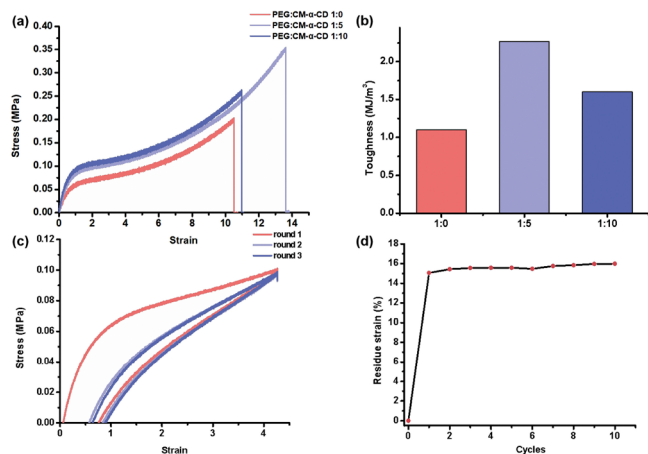 (a)
PEG:CM-α-CD 1:0
PEG:CM-α-CD 1:5
PEG:CM-α-CD 1:10
0.40
0.35
0.30
0.25
0.20
0.15
0.10
0.05
0.00
Stress (MPa)
0 2 4 6 8 10 12 14
Strain
(b)
2.0
1.5
1.0
0.5
0.0
Toughness (MJ/m³)
1:0 1:5 1:10
(c)
round 1
round 2
round 3
0.12
0.10
0.08
0.06
0.04
0.02
0.00
Stress (MPa)
0 1 2 3 4
Strain
(d)
18
16
14
12
10
8
6
4
2
0
Residue strain (%)
0 2 4 6 8 10
Cycles